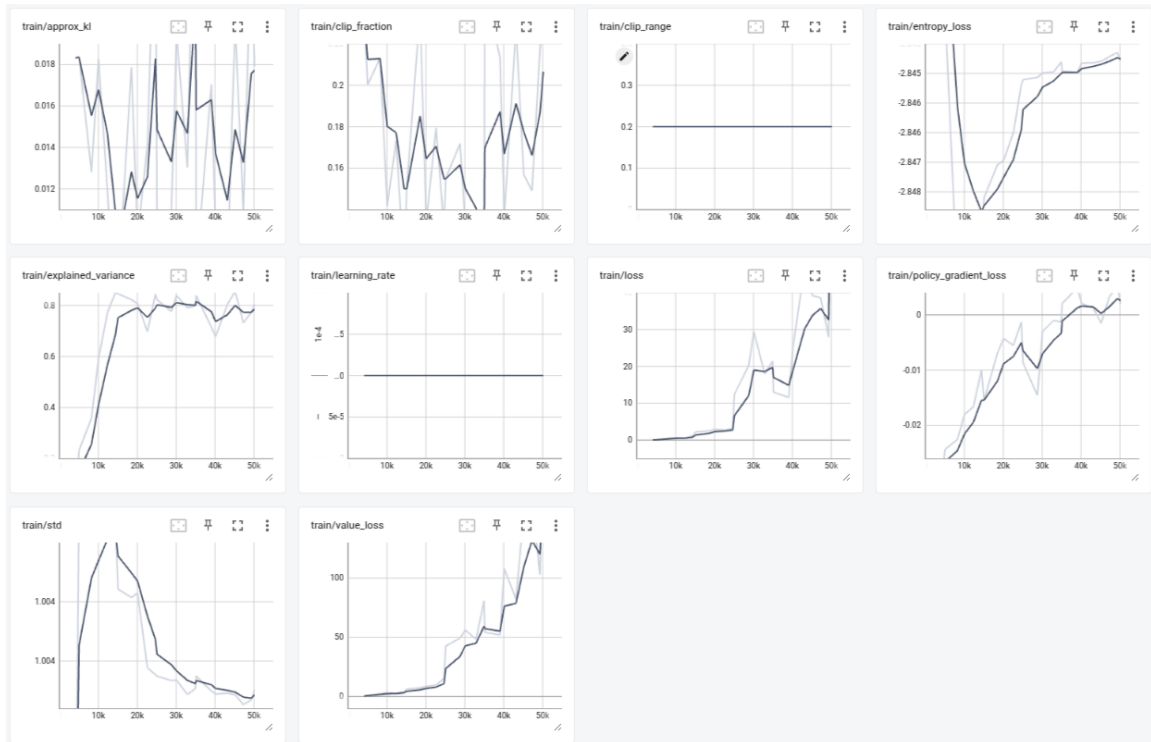 train/approx_kl
0.018
0.016
0.014
0.012
10k 20k 30k 40k 50k
train/clip_fraction
0.2
0.18
0.16
10k 20k 30k 40k 50k
train/clip_range
0.3
0.2
0.1
10k 20k 30k 40k 50k
train/entropy_loss
-2.845
-2.846
-2.846
-2.847
-2.848
10k 20k 30k 40k 50k
train/explained_variance
0.8
0.6
0.4
10k 20k 30k 40k 50k
train/learning_rate
1e-4
...5
...0
5e-5
10k 20k 30k 40k 50k
train/loss
30
20
10
0
10k 20k 30k 40k 50k
train/policy_gradient_loss
0
-0.01
-0.02
10k 20k 30k 40k 50k
train/std
1.004
1.004
10k 20k 30k 40k 50k
train/value_loss
100
50
0
10k 20k 30k 40k 50k